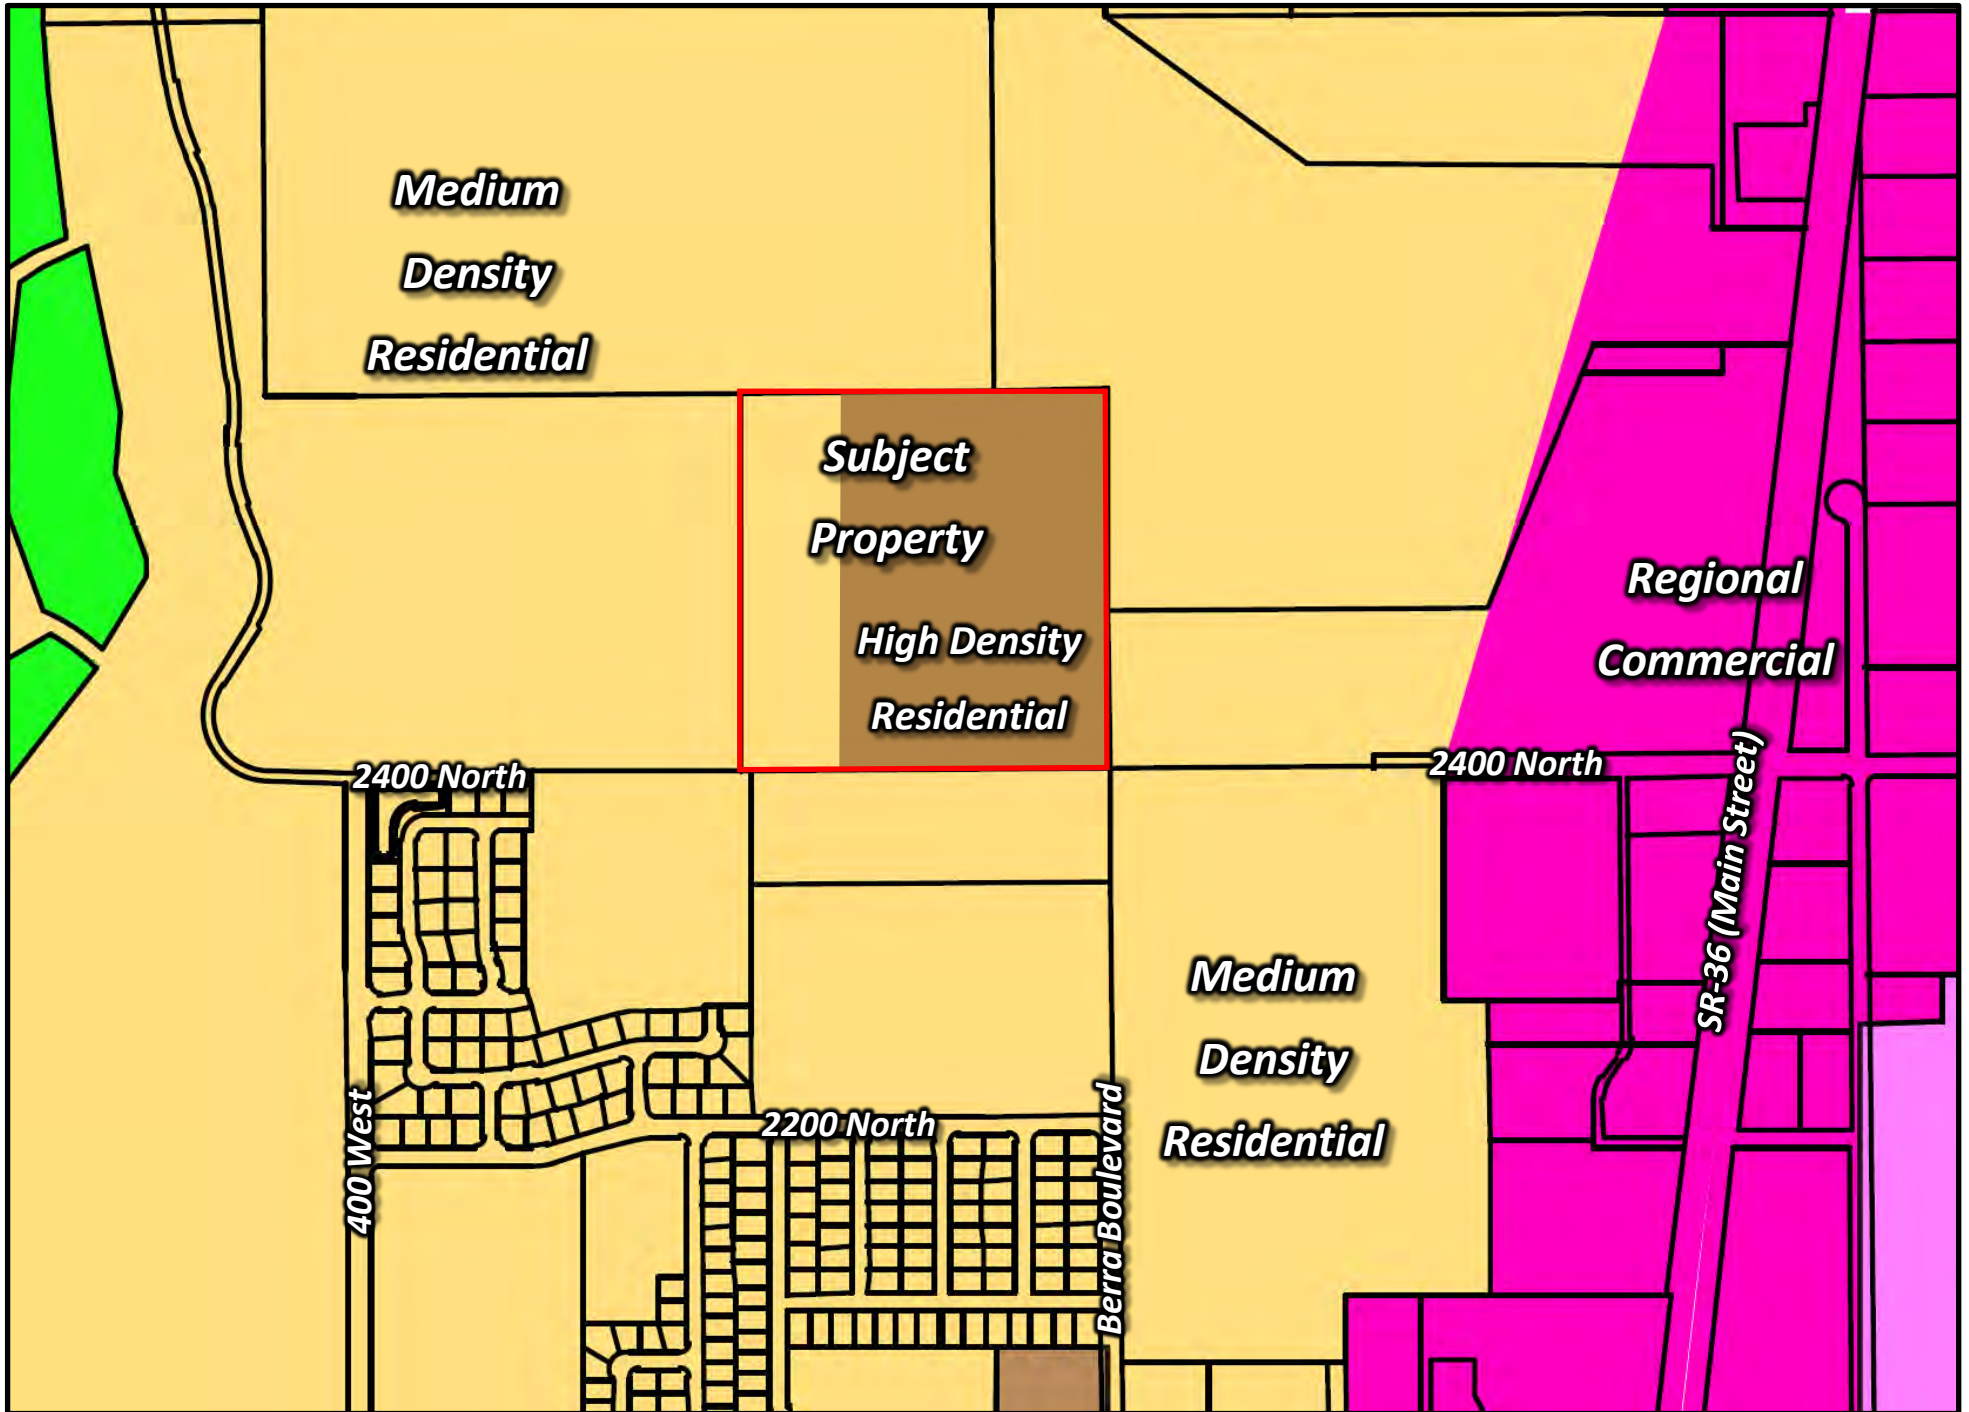 Medium
Density
Residential
Subject
Property
High Density
Residential
Regional
Commercial
2400 North
2400 North
SR-36 (Main Street)
Medium
Density
Residential
400 West
2200 North
Berra Boulevard